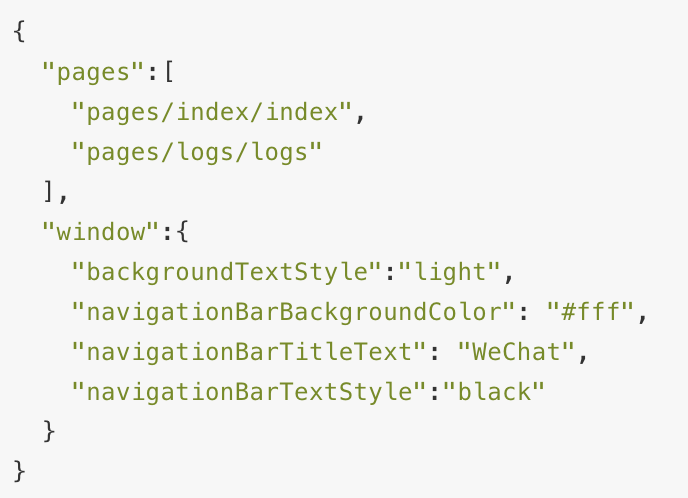 {
  "pages":[
    "pages/index/index",
    "pages/logs/logs"
  ],
  "window":{
    "backgroundTextStyle":"light",
    "navigationBarBackgroundColor": "#fff",
    "navigationBarTitleText": "WeChat",
    "navigationBarTextStyle":"black"
  }
}